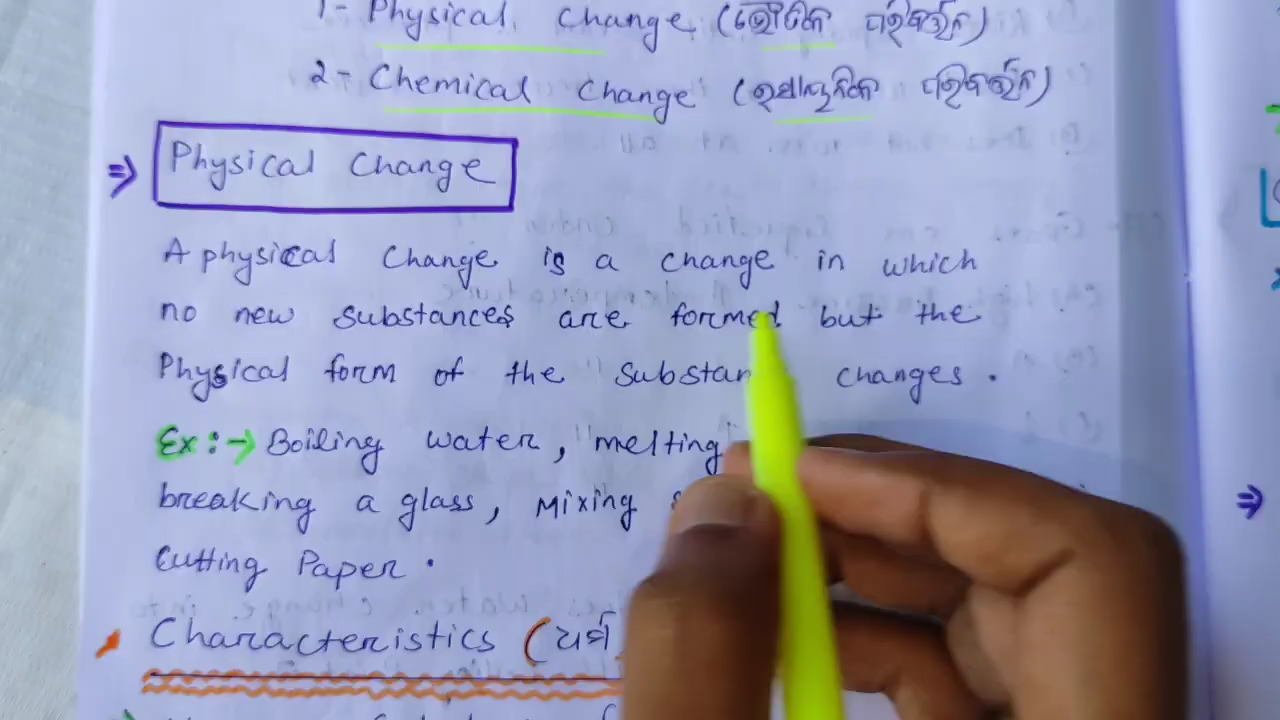 1- Physical Change (ଭୌତିକ ପରିବର୍ତ୍ତନ)
2- Chemical Change (ରସାୟନିକ ପରିବର୍ତ୍ତନ)
⇒ Physical Change
A physical change is a change in which
no new substances are formed but the
Physical form of the substan changes.
Ex:→ Boiling water, melting
breaking a glass, Mixing
Cutting Paper.
Characteristics (ଧର୍ମ